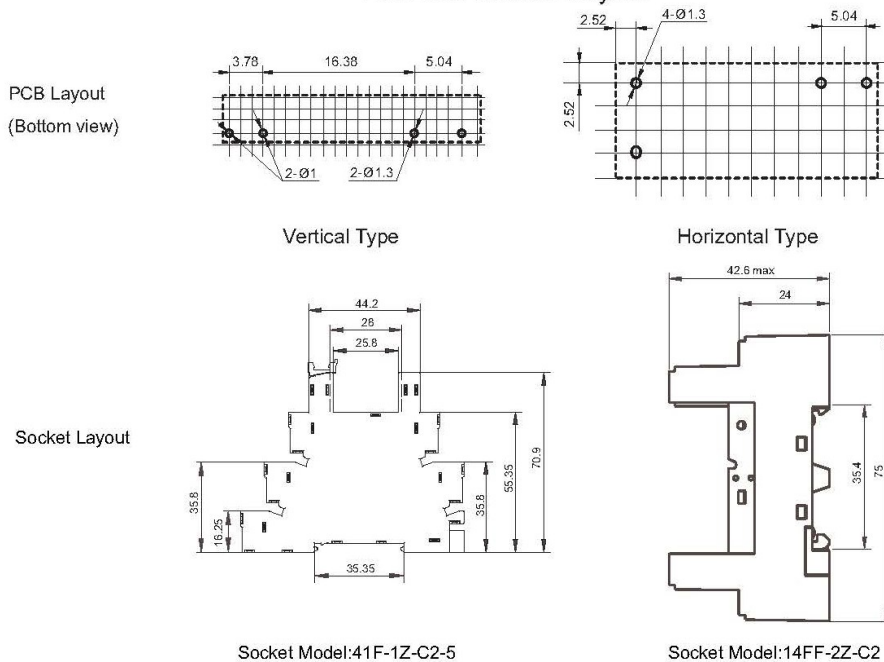 PCB Layout
(Bottom view)
3.78
16.38
5.04
2-Ø1
2-Ø1.3
2.52
4-Ø1.3
5.04
2.52
Vertical Type
Horizontal Type
Socket Layout
44.2
28
25.8
35.8
16.25
35.35
35.8
55.35
70.9
42.6 max
24
35.4
75
Socket Model:41F-1Z-C2-5
Socket Model:14FF-2Z-C2